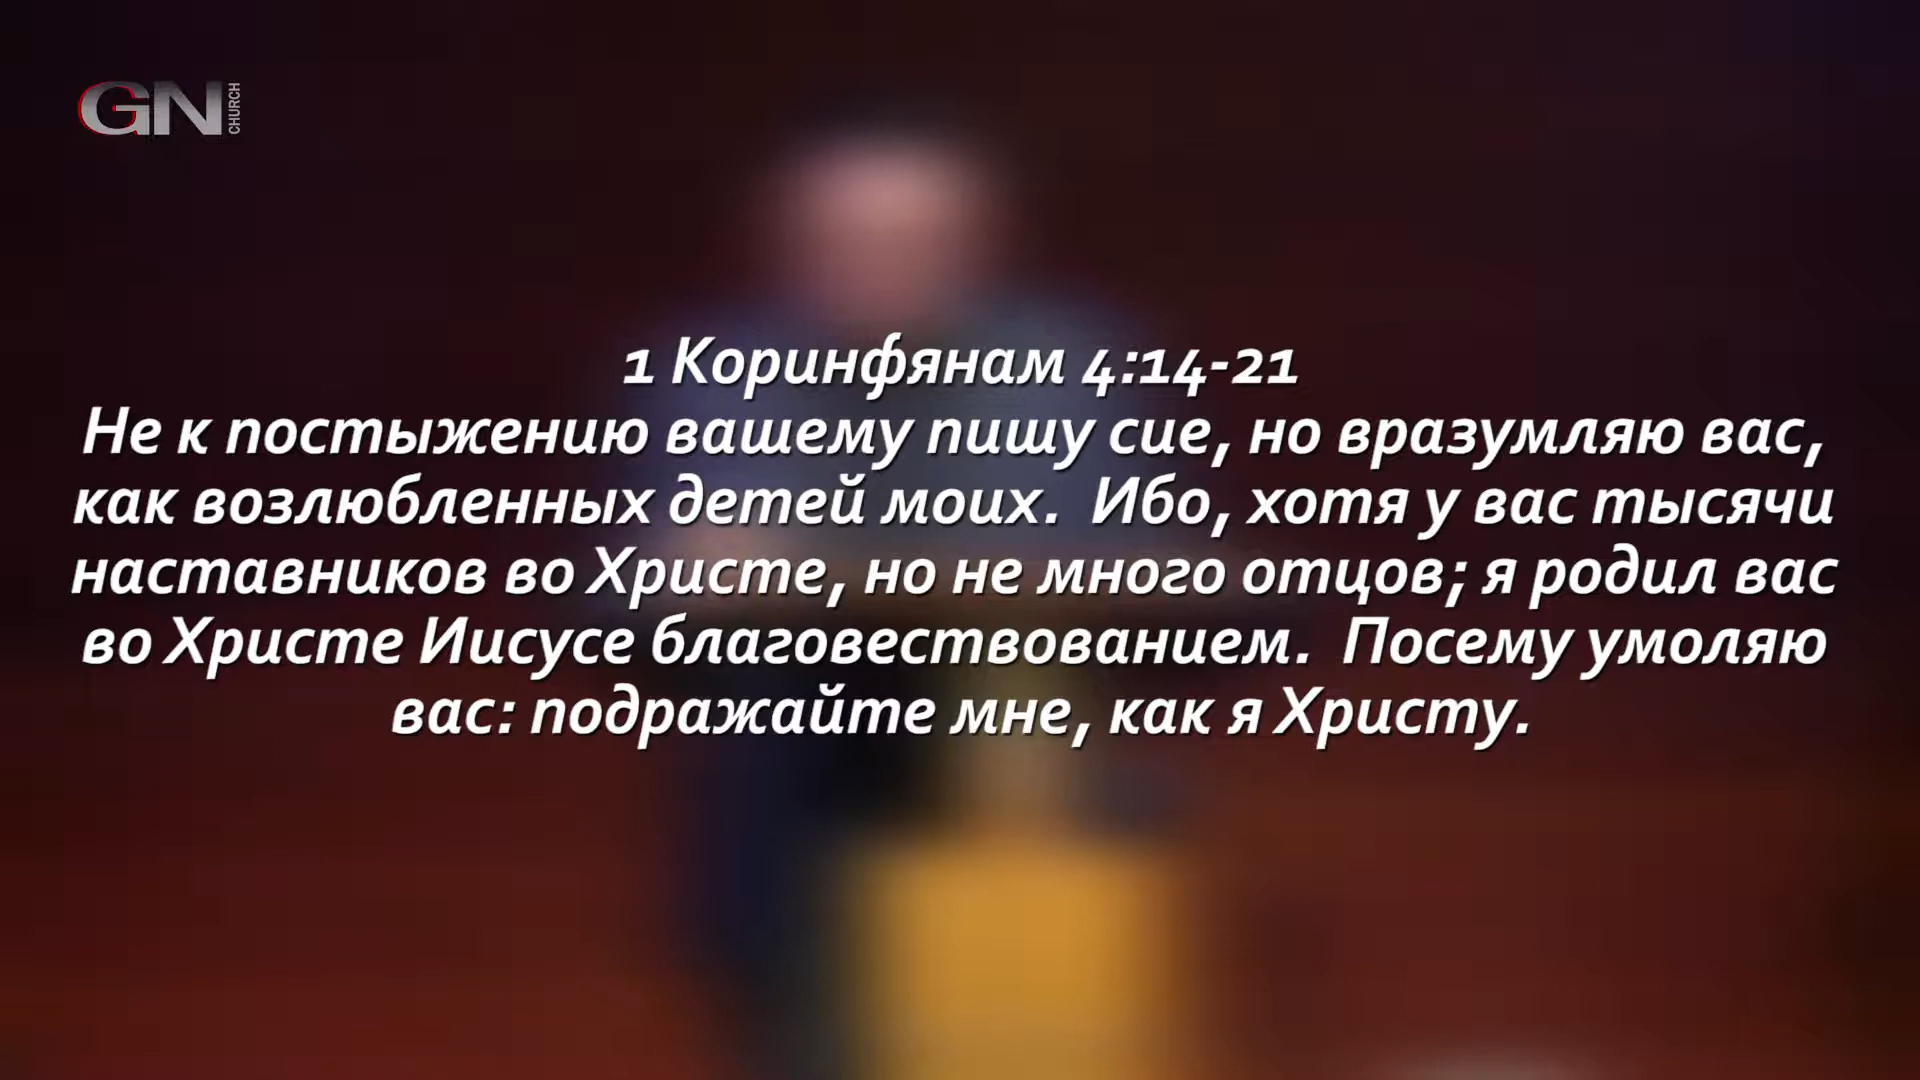 GN CHURCH
1 Коринфянам 4:14-21
Не к постыжению вашему пишу сие, но вразумляю вас,
как возлюбленных детей моих. Ибо, хотя у вас тысячи
наставников во Христе, но не много отцов; я родил вас
во Христе Иисусе благовествованием. Посему умоляю
вас: подражайте мне, как я Христу.